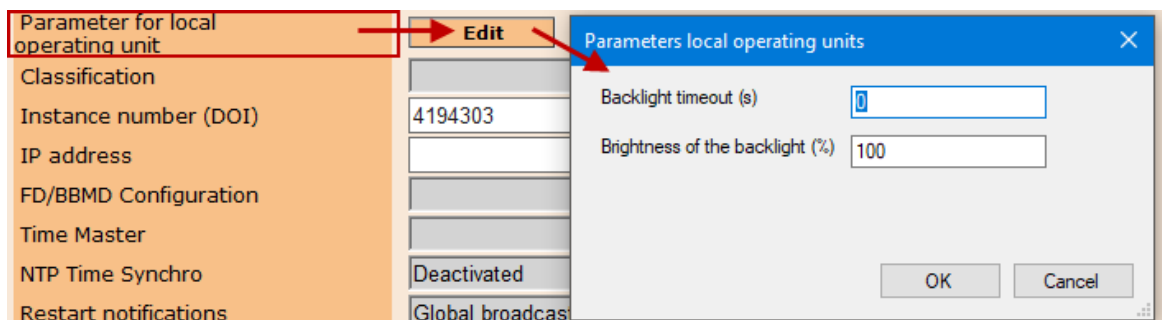 Parameter for local
operating unit
Edit
Classification
Instance number (DOI)
4194303
IP address
FD/BBMD Configuration
Time Master
NTP Time Synchro
Deactivated
Restart notifications
Global broadcast
Parameters local operating units
Backlight timeout (s)
0
Brightness of the backlight (%)
100
OK
Cancel